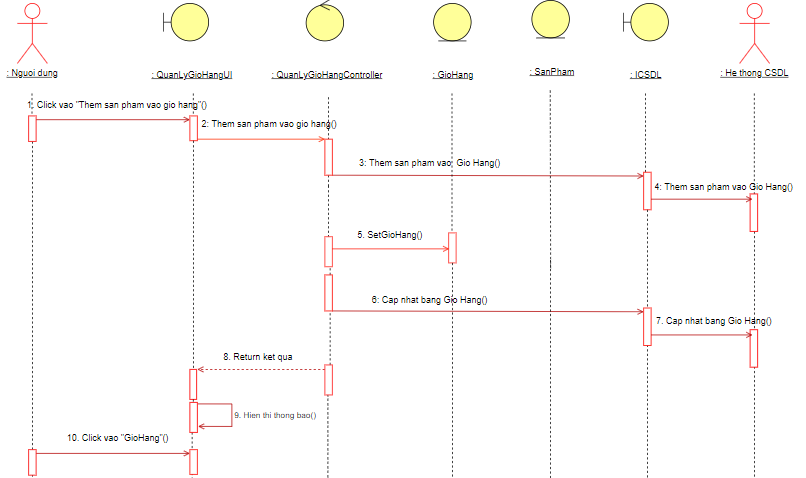 : Nguoi dung
: QuanLyGioHangUI
: QuanLyGioHangController
: GioHang
: SanPham
: ICSDL
: He thong CSDL
1: Click vao "Them san pham vao gio hang"()
2: Them san pham vao gio hang()
3: Them san pham vao Gio Hang()
4: Them san pham vao Gio Hang()
5. SetGioHang()
6: Cap nhat bang Gio Hang()
7. Cap nhat bang Gio Hang()
8. Return ket qua
9. Hien thi thong bao()
10. Click vao "GioHang"()